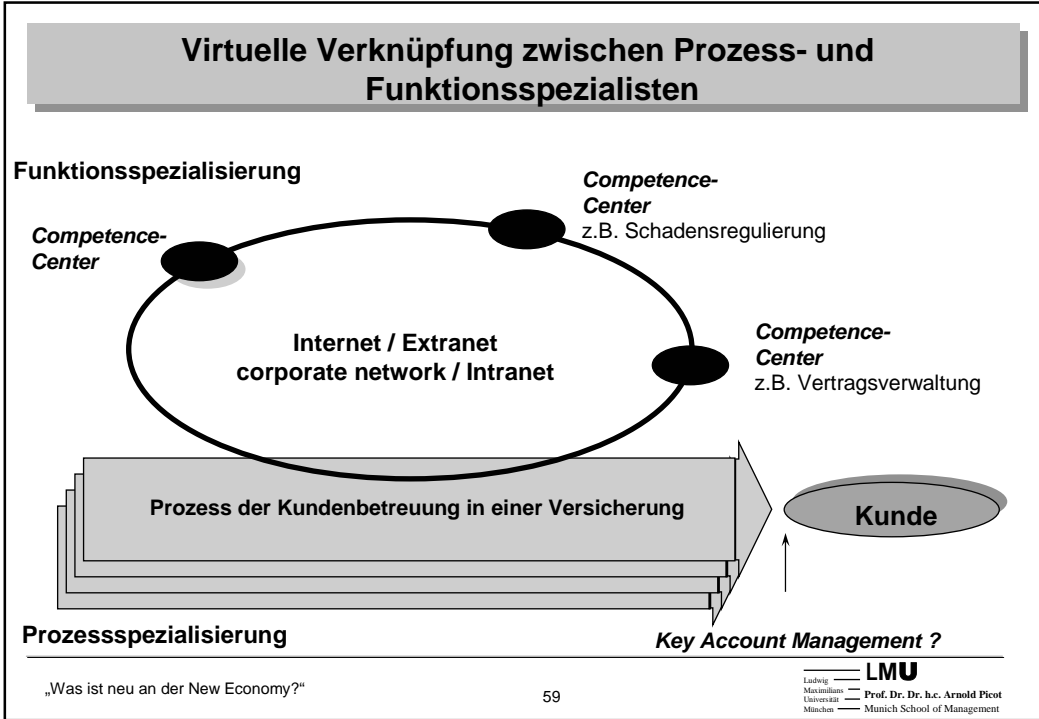 Virtuelle Verknüpfung zwischen Prozess- und
Funktionsspezialisten
Funktionsspezialisierung
Competence-
Center
z.B. Schadensregulierung
Competence-
Center
Internet / Extranet
corporate network / Intranet
Competence-
Center
z.B. Vertragsverwaltung
Prozess der Kundenbetreuung in einer Versicherung
Kunde
Prozessspezialisierung
Key Account Management ?
„Was ist neu an der New Economy?“
59
Ludwig
Maximilians
Universität
München
LMU
Prof. Dr. Dr. h.c. Arnold Picot
Munich School of Management